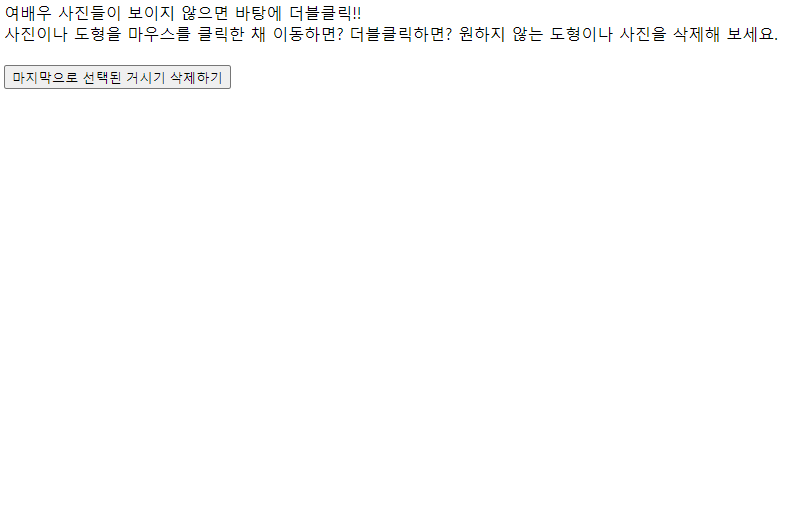 여배우 사진들이 보이지 않으면 바탕에 더블클릭!!
사진이나 도형을 마우스를 클릭한 채 이동하면? 더블클릭하면? 원하지 않는 도형이나 사진을 삭제해 보세요.
마지막으로 선택된 거시기 삭제하기